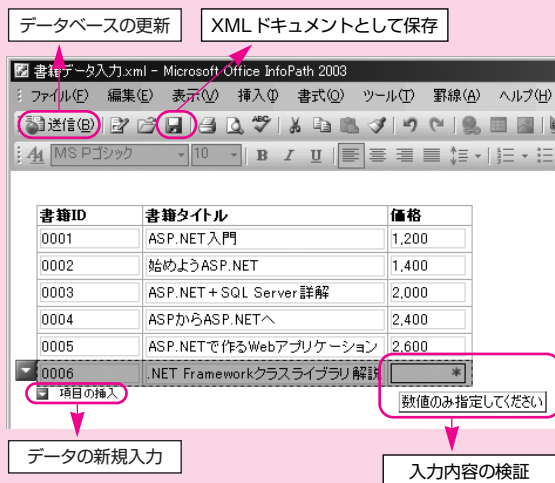 データベースの更新
XMLドキュメントとして保存
書籍データ入力.xml - Microsoft Office InfoPath 2003
ファイル(F) 編集(E) 表示(V) 挿入(I) 書式(O) ツール(T) 罫線(A) ヘルプ(H)
送信(B)
MS Pゴシック 10 B I U
書籍ID 書籍タイトル 価格
0001 ASP.NET入門 1,200
0002 始めようASP.NET 1,400
0003 ASP.NET+SQL Server詳解 2,000
0004 ASPからASP.NETへ 2,400
0005 ASP.NETで作るWebアプリケーション 2,600
0006 .NET Frameworkクラスライブラリ解説 *
項目の挿入
数値のみ指定してください
データの新規入力
入力内容の検証